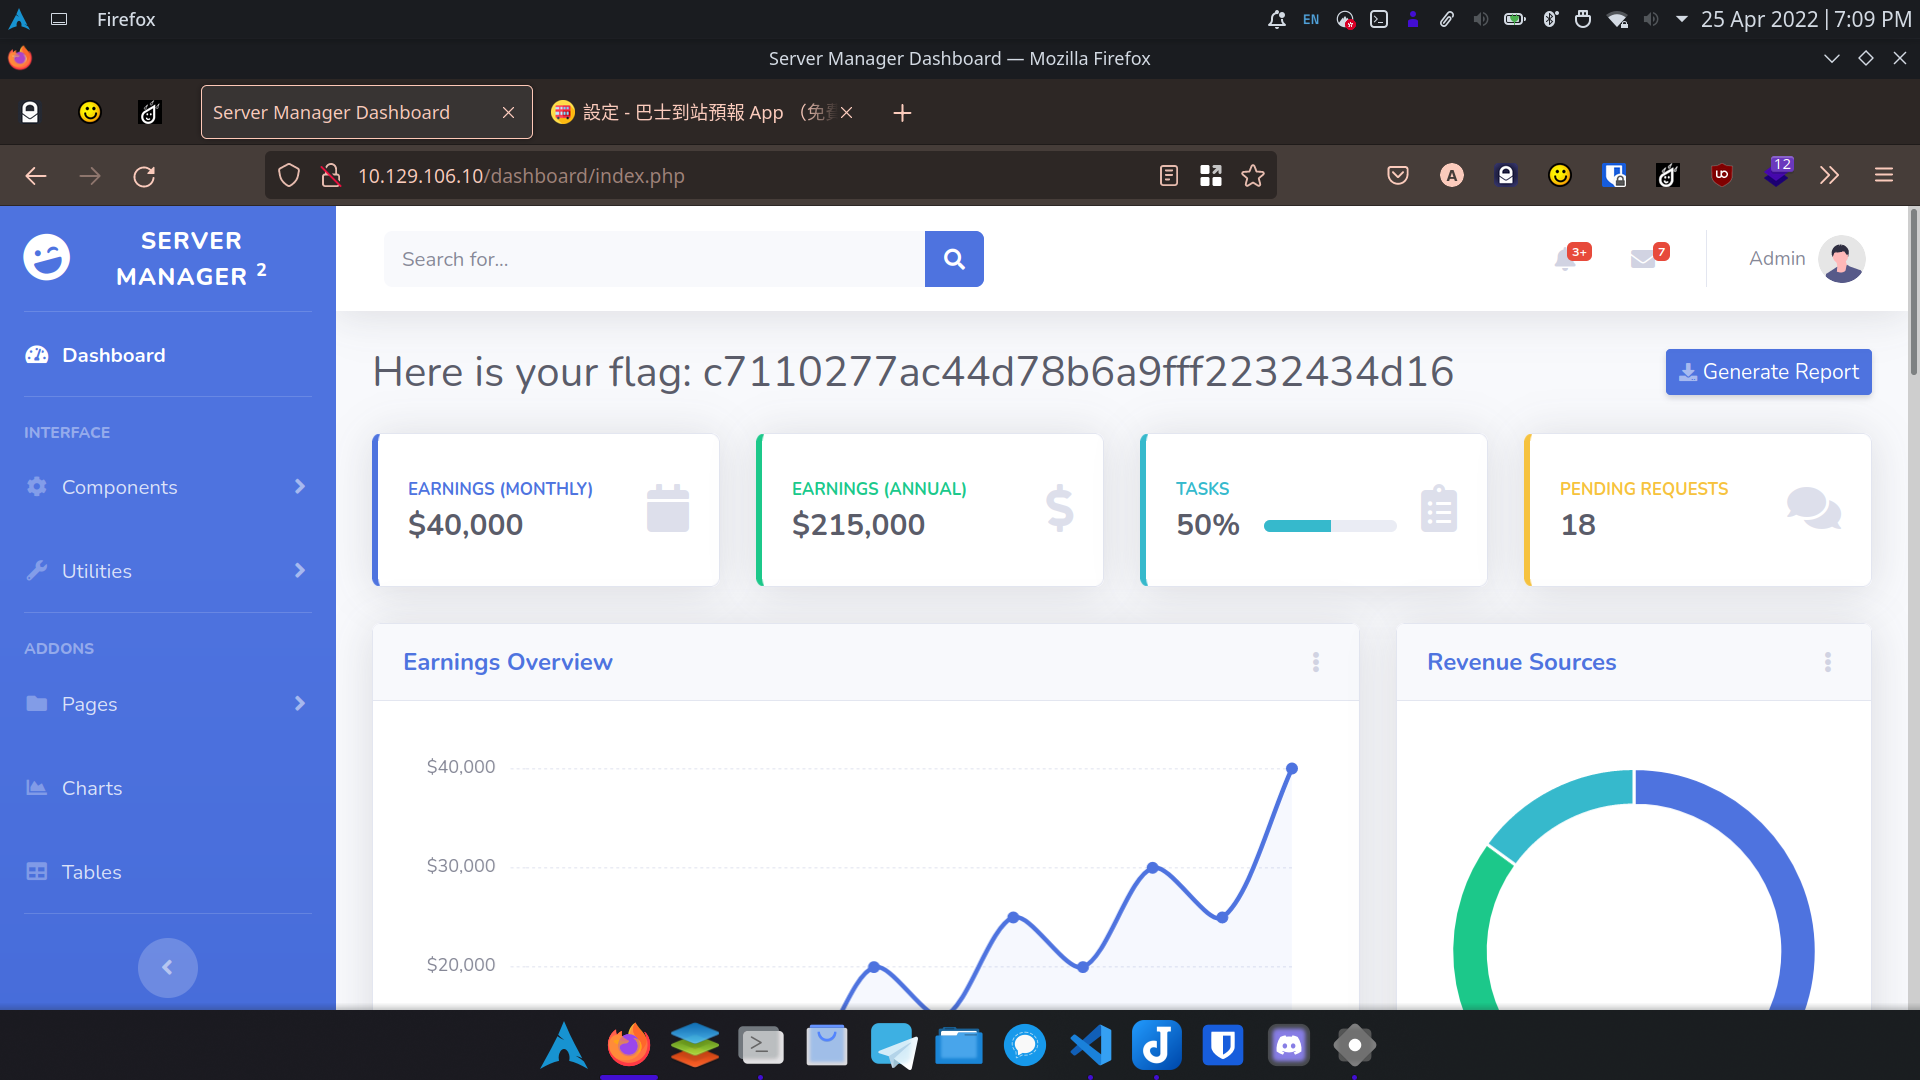 Firefox
EN
25 Apr 2022 | 7:09 PM
Server Manager Dashboard — Mozilla Firefox
Server Manager Dashboard
設定 - 巴士到站預報 App （免費
10.129.106.10/dashboard/index.php
A
12
SERVER MANAGER 2
Search for...
3+
7
Admin
Dashboard
INTERFACE
Components
Utilities
ADDONS
Pages
Charts
Tables
Here is your flag: c7110277ac44d78b6a9fff2232434d16
Generate Report
EARNINGS (MONTHLY)
$40,000
EARNINGS (ANNUAL)
$215,000
TASKS
50%
PENDING REQUESTS
18
Earnings Overview
$40,000
$30,000
$20,000
Revenue Sources